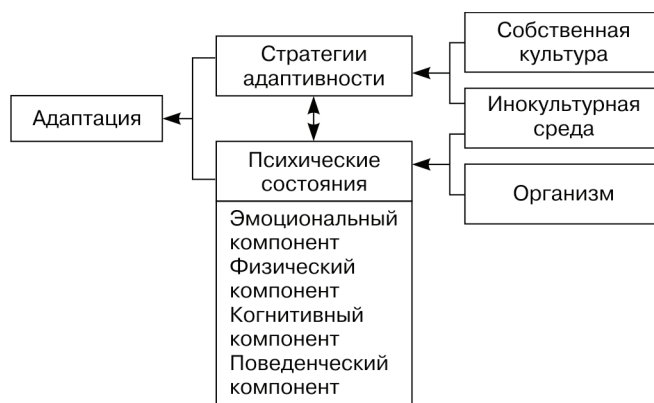 Адаптация
Стратегии
адаптивности
Психические
состояния
Эмоциональный
компонент
Физический
компонент
Когнитивный
компонент
Поведенческий
компонент
Собственная
культура
Инокультурная
среда
Организм